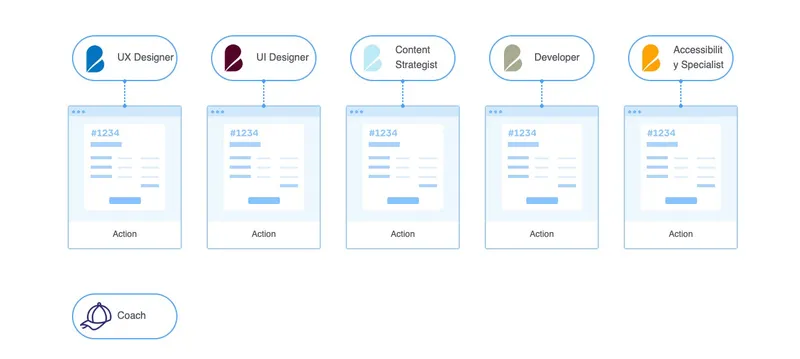 UX Designer
UI Designer
Content
Strategist
Developer
Accessibilit
y Specialist
#1234
#1234
#1234
#1234
#1234
Action
Action
Action
Action
Action
Coach